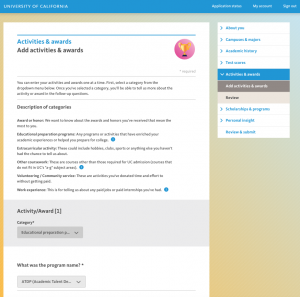 UNIVERSITY OF CALIFORNIA
Application status My account Sign out
Activities & awards
Add activities & awards
* required
You can enter your activities and awards one at a time. First, select a category from the
dropdown menu below. Once you've selected a category, you'll be able to tell us more about the
activity or award in the follow-up questions.
Description of categories
Award or honor: We want to know about the awards and honors you've received that mean the
most to you.
Educational preparation programs: Any programs or activities that have enriched your
academic experiences or helped you prepare for college.
Extracurricular activity: These could include hobbies, clubs, sports or anything else you haven't
had the chance to tell us about.
Other coursework: These are courses other than those required for UC admission (courses that
do not fit in UC's "a-g" subject areas).
Volunteering / Community service: These are activities you've donated time and effort to
without getting paid.
Work experience: This is for telling us about any paid jobs or paid internships you've had.
Activity/Award [1]
Category*
Educational preparation p...
What was the program name? *
ATDP (Academic Talent De...
About you
Campuses & majors
Academic history
Test scores
Activities & awards
Add activities & awards
Review
Scholarships & programs
Personal insight
Review & submit